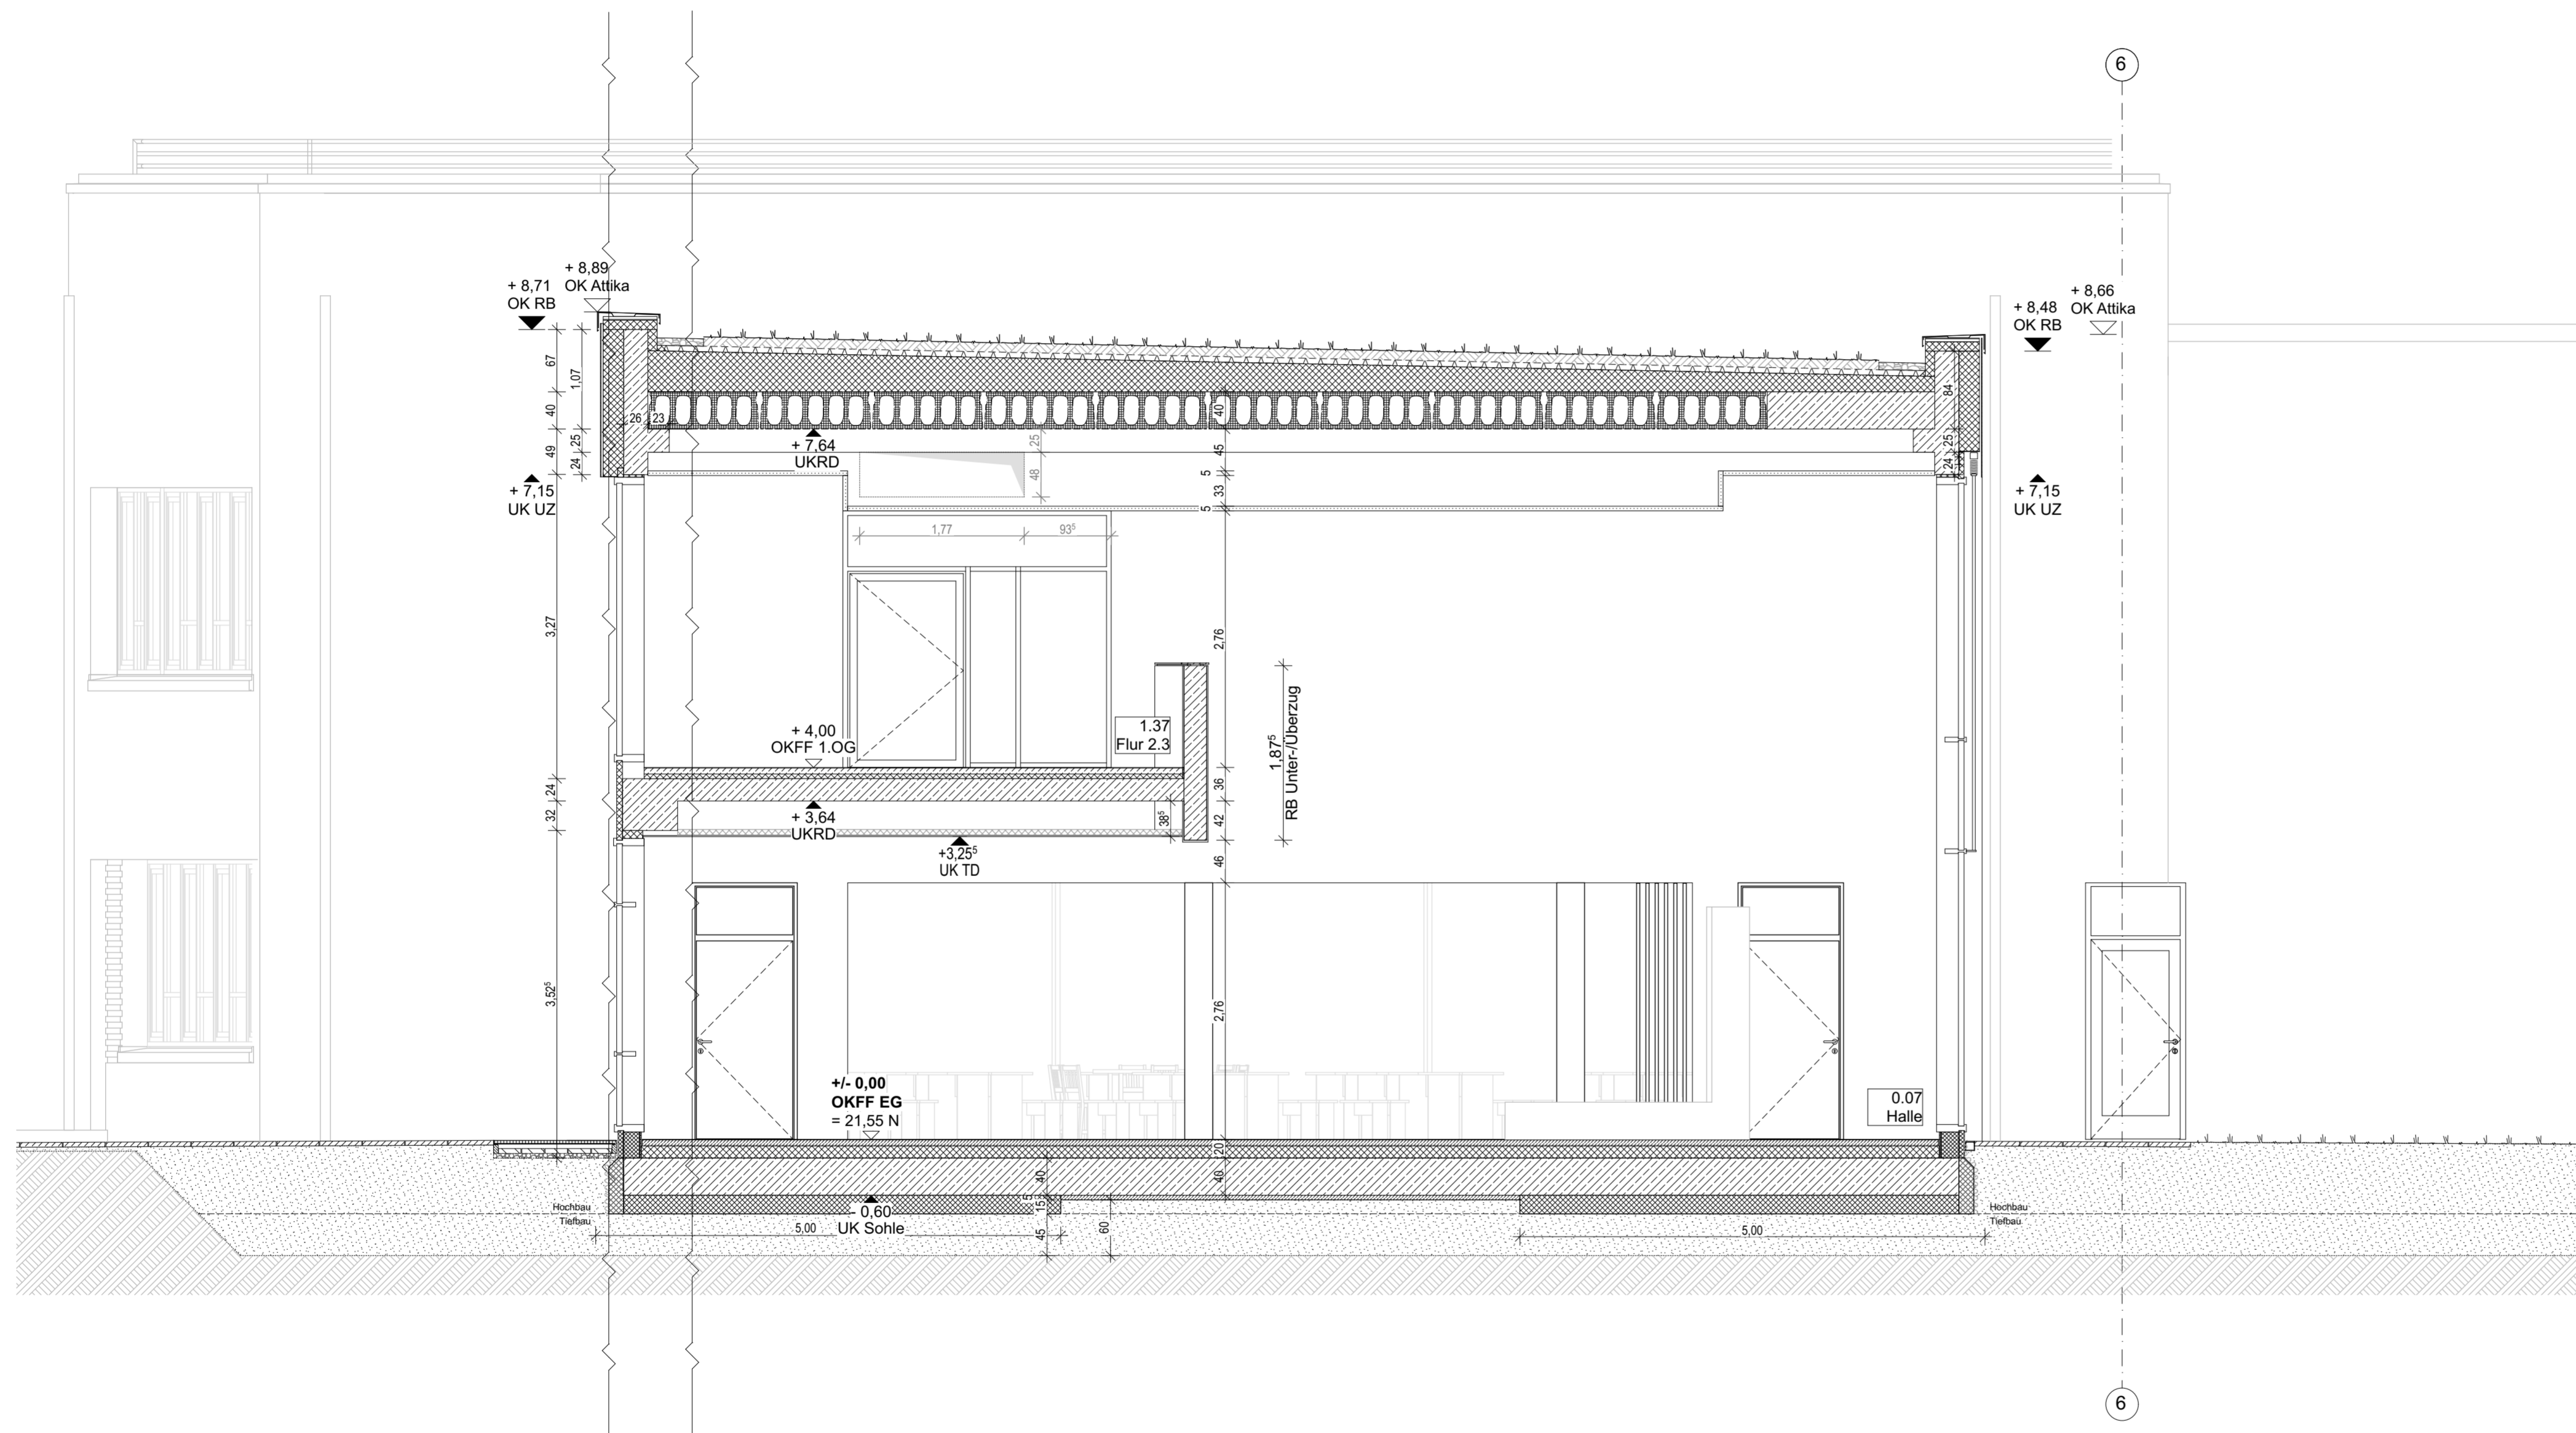 6
+ 8,89
OK Attika
+ 8,71
OK RB
+ 8,66
OK Attika
+ 8,48
OK RB
67
1,07
40
49
25
24
26
23
40
84
+ 7,64
UKRD
25
48
45
5
33
5
25
24
+ 7,15
UK UZ
+ 7,15
UK UZ
1,77
93⁵
3,27
2,76
1.37
Flur 2.3
1,87⁵
RB Unter-/Überzug
+ 4,00
OKFF 1.OG
24
32
36
42
38⁵
+ 3,64
UKRD
+3,25⁵
UK TD
46
3,52⁵
2,76
+/- 0,00
OKFF EG
= 21,55 N
0.07
Halle
20
40
40
5
15
45
60
- 0,60
UK Sohle
Hochbau
Tiefbau
5,00
5,00
Hochbau
Tiefbau
6